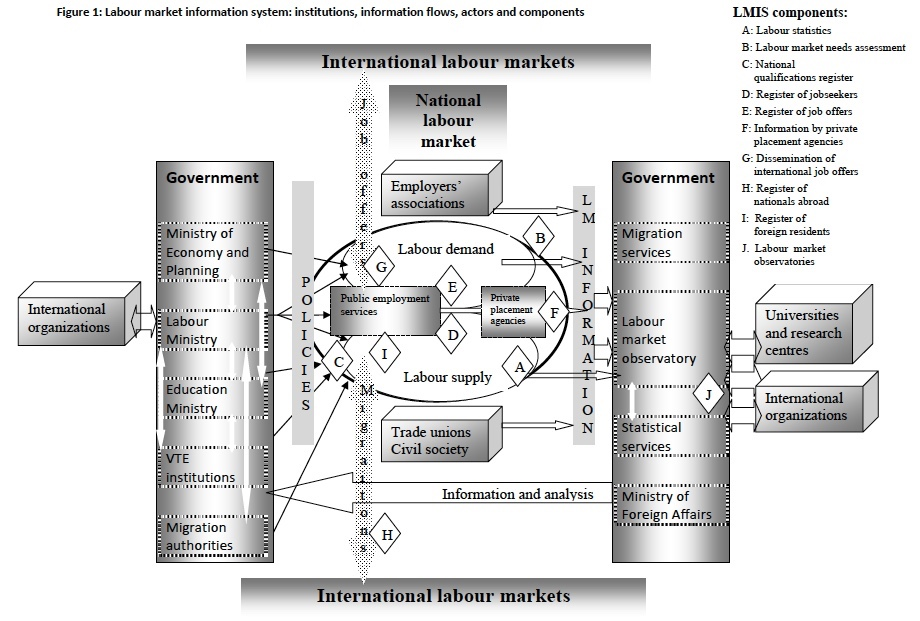 Figure 1: Labour market information system: institutions, information flows, actors and components
LMIS components:
A: Labour statistics
B: Labour market needs assessment
C: National
qualifications register
D: Register of jobseekers
E: Register of job offers
F: Information by private
placement agencies
G: Dissemination of
international job offers
H: Register of
nationals abroad
I: Register of
foreign residents
J. Labour market
observatories
International labour markets
National
labour
market
Job offers
Government
Ministry of
Economy and
Planning
Labour
Ministry
Education
Ministry
VTE
institutions
Migration
authorities
International
organizations
POLICIES
Employers'
associations
Labour demand
B
G
E
Public employment
services
Private
placement
agencies
F
D
I
C
A
Labour supply
Migrations
Trade unions
Civil society
LM INFORMATION
Government
Migration
services
Labour
market
observatory
J
Statistical
services
Ministry of
Foreign Affairs
Universities
and research
centres
International
organizations
Information and analysis
H
International labour markets